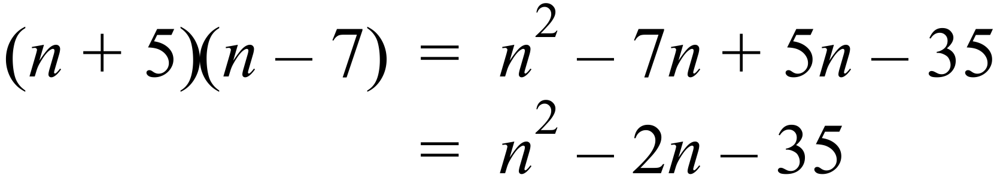 (n + 5)(n − 7) = n² − 7n + 5n − 35
= n² − 2n − 35